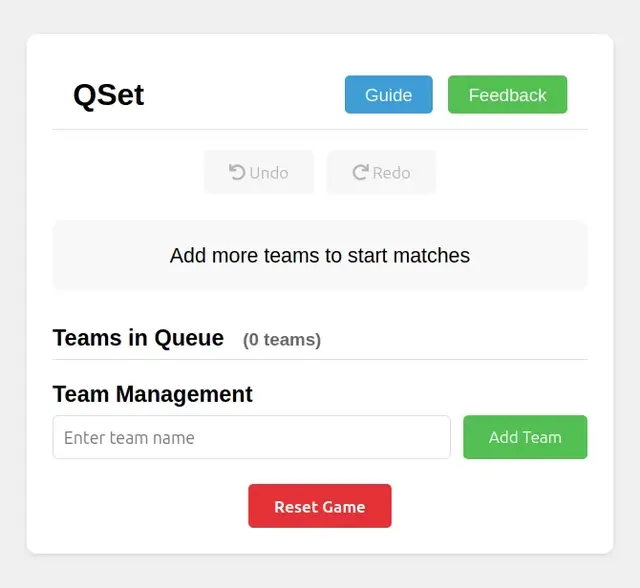 QSet
Guide
Feedback
Undo
Redo
Add more teams to start matches
Teams in Queue (0 teams)
Team Management
Enter team name
Add Team
Reset Game